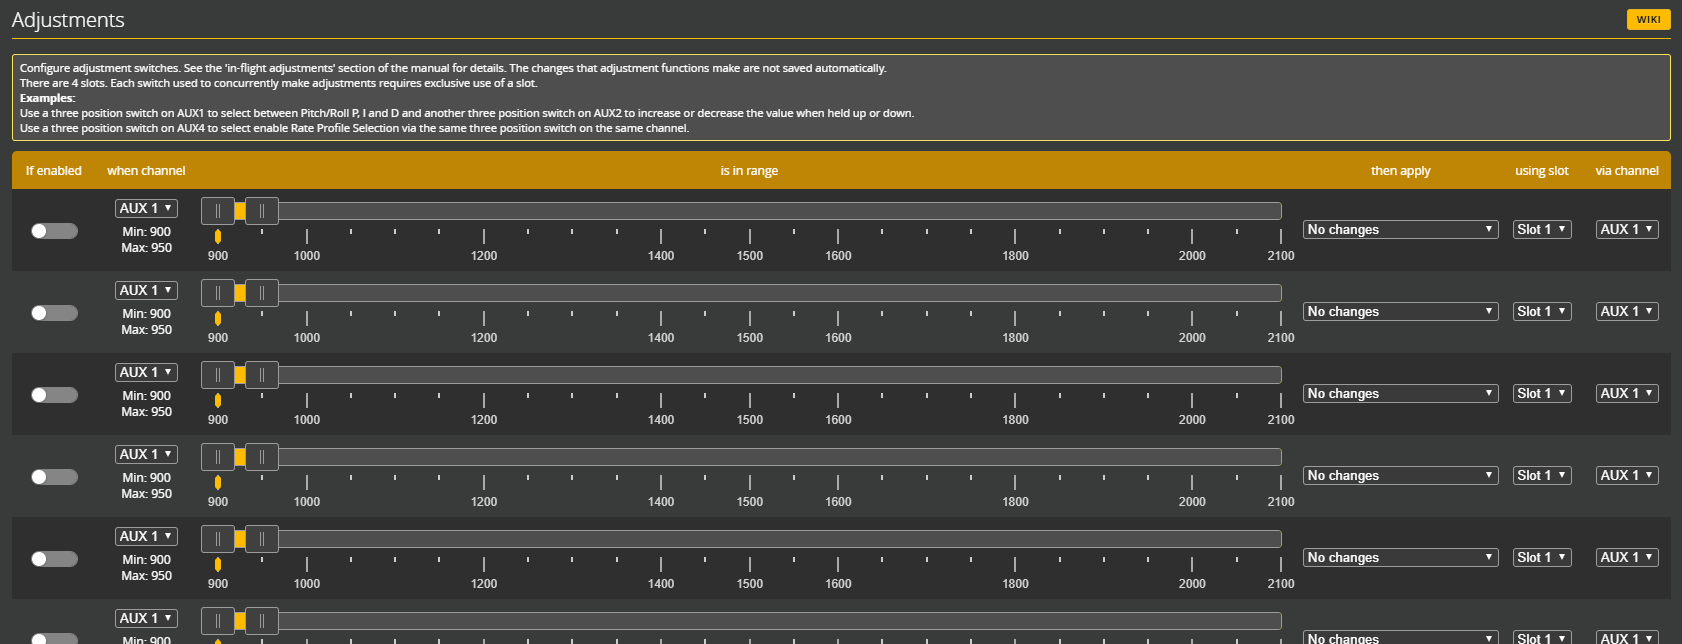 Adjustments
WIKI
Configure adjustment switches. See the 'in-flight adjustments' section of the manual for details. The changes that adjustment functions make are not saved automatically.
There are 4 slots. Each switch used to concurrently make adjustments requires exclusive use of a slot.
Examples:
Use a three position switch on AUX1 to select between Pitch/Roll P, I and D and another three position switch on AUX2 to increase or decrease the value when held up or down.
Use a three position switch on AUX4 to select enable Rate Profile Selection via the same three position switch on the same channel.
If enabled when channel is in range then apply using slot via channel
AUX 1
Min: 900
Max: 950
900 1000 1200 1400 1500 1600 1800 2000 2100
No changes Slot 1 AUX 1
AUX 1
Min: 900
Max: 950
900 1000 1200 1400 1500 1600 1800 2000 2100
No changes Slot 1 AUX 1
AUX 1
Min: 900
Max: 950
900 1000 1200 1400 1500 1600 1800 2000 2100
No changes Slot 1 AUX 1
AUX 1
Min: 900
Max: 950
900 1000 1200 1400 1500 1600 1800 2000 2100
No changes Slot 1 AUX 1
AUX 1
Min: 900
Max: 950
900 1000 1200 1400 1500 1600 1800 2000 2100
No changes Slot 1 AUX 1
AUX 1
Min: 900
No changes Slot 1 AUX 1